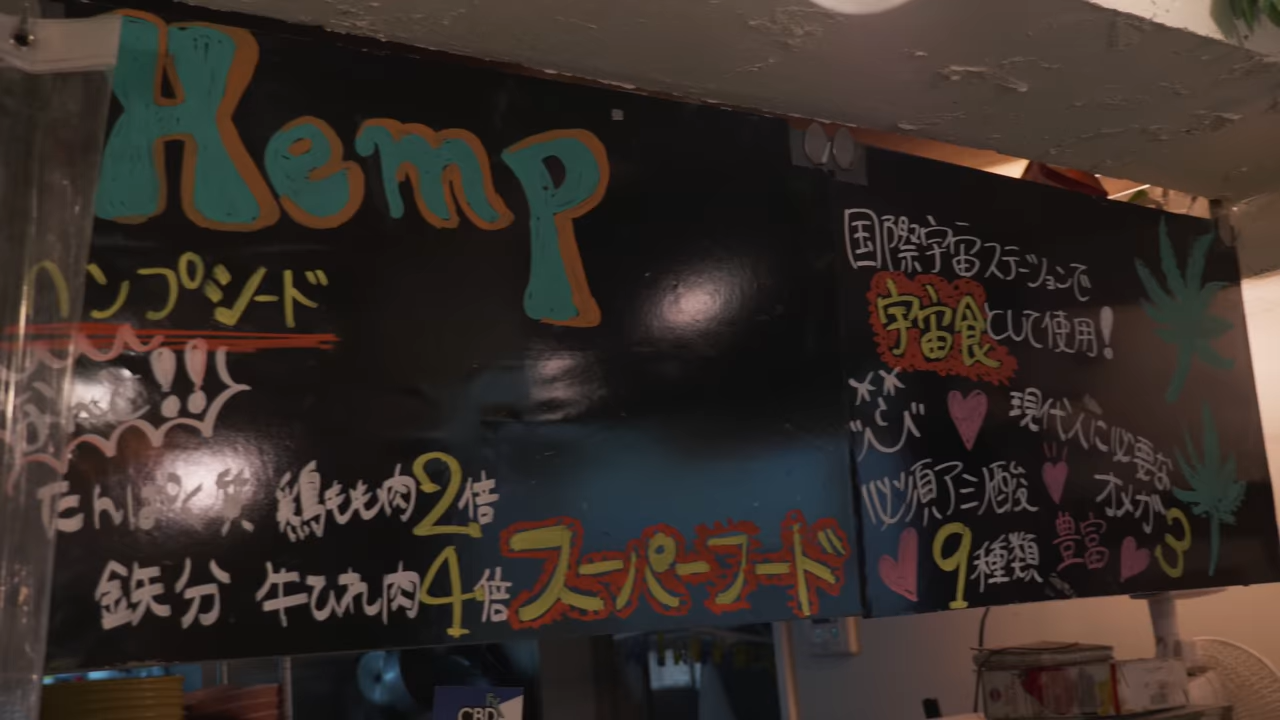 Hemp
ヘンプシード
!!
たんぱく質 鶏もも肉2倍
鉄分 牛ひれ肉4倍
スーパーフード
国際宇宙ステーションで
宇宙食として使用!
現代人に必要な
オメガ3
豊富
必須アミノ酸
9種類
CBD